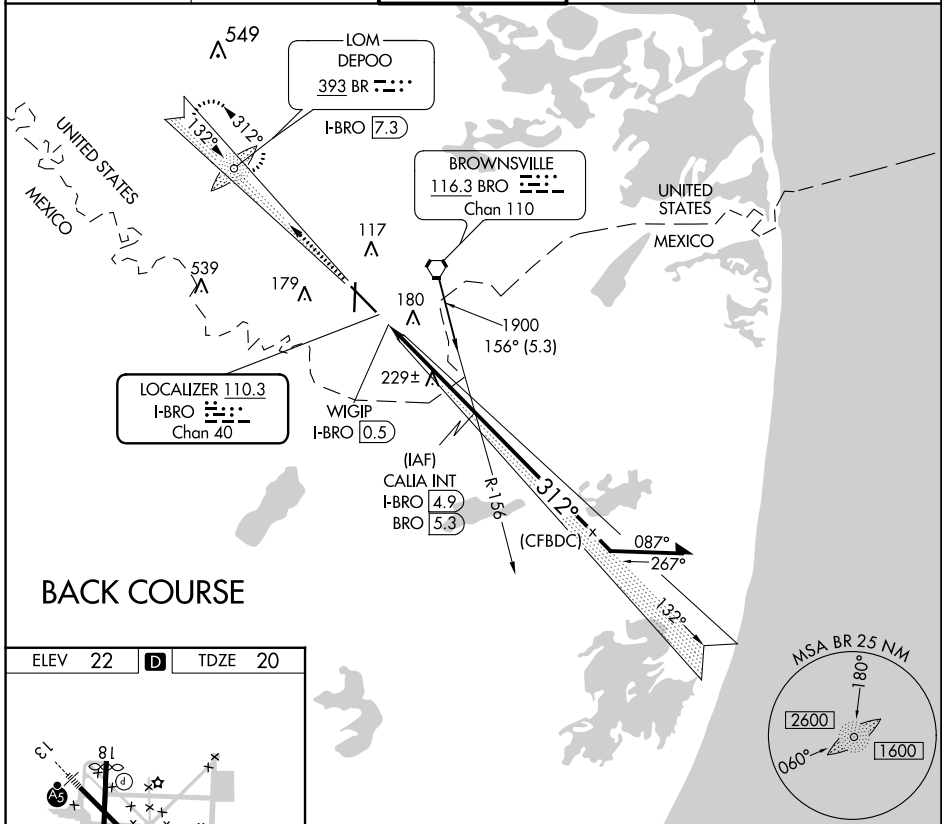 549
LOM
DEPOO
393 BR
I-BRO 7.3
312°
132°
UNITED STATES
MEXICO
BROWNSVILLE
116.3 BRO
Chan 110
UNITED
STATES
MEXICO
117
539
179
180
1900
156° (5.3)
229±
LOCALIZER 110.3
I-BRO
Chan 40
WIGIP
I-BRO 0.5
(IAF)
CALIA INT
I-BRO 4.9
BRO 5.3
R-156
312°
(CFBDC)
087°
267°
132°
BACK COURSE
ELEV 22 D TDZE 20
13
18
P
A5
MSA BR 25 NM
180°
2600
060°
1600